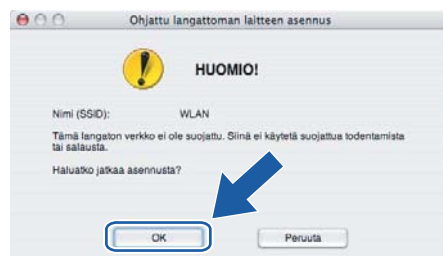 Ohjattu langattoman laitteen asennus
HUOMIO!
Nimi (SSID): WLAN
Tämä langaton verkko ei ole suojattu. Siinä ei käytetä suojattua todentamista
tai salausta.
Haluatko jatkaa asennusta?
OK Peruuta